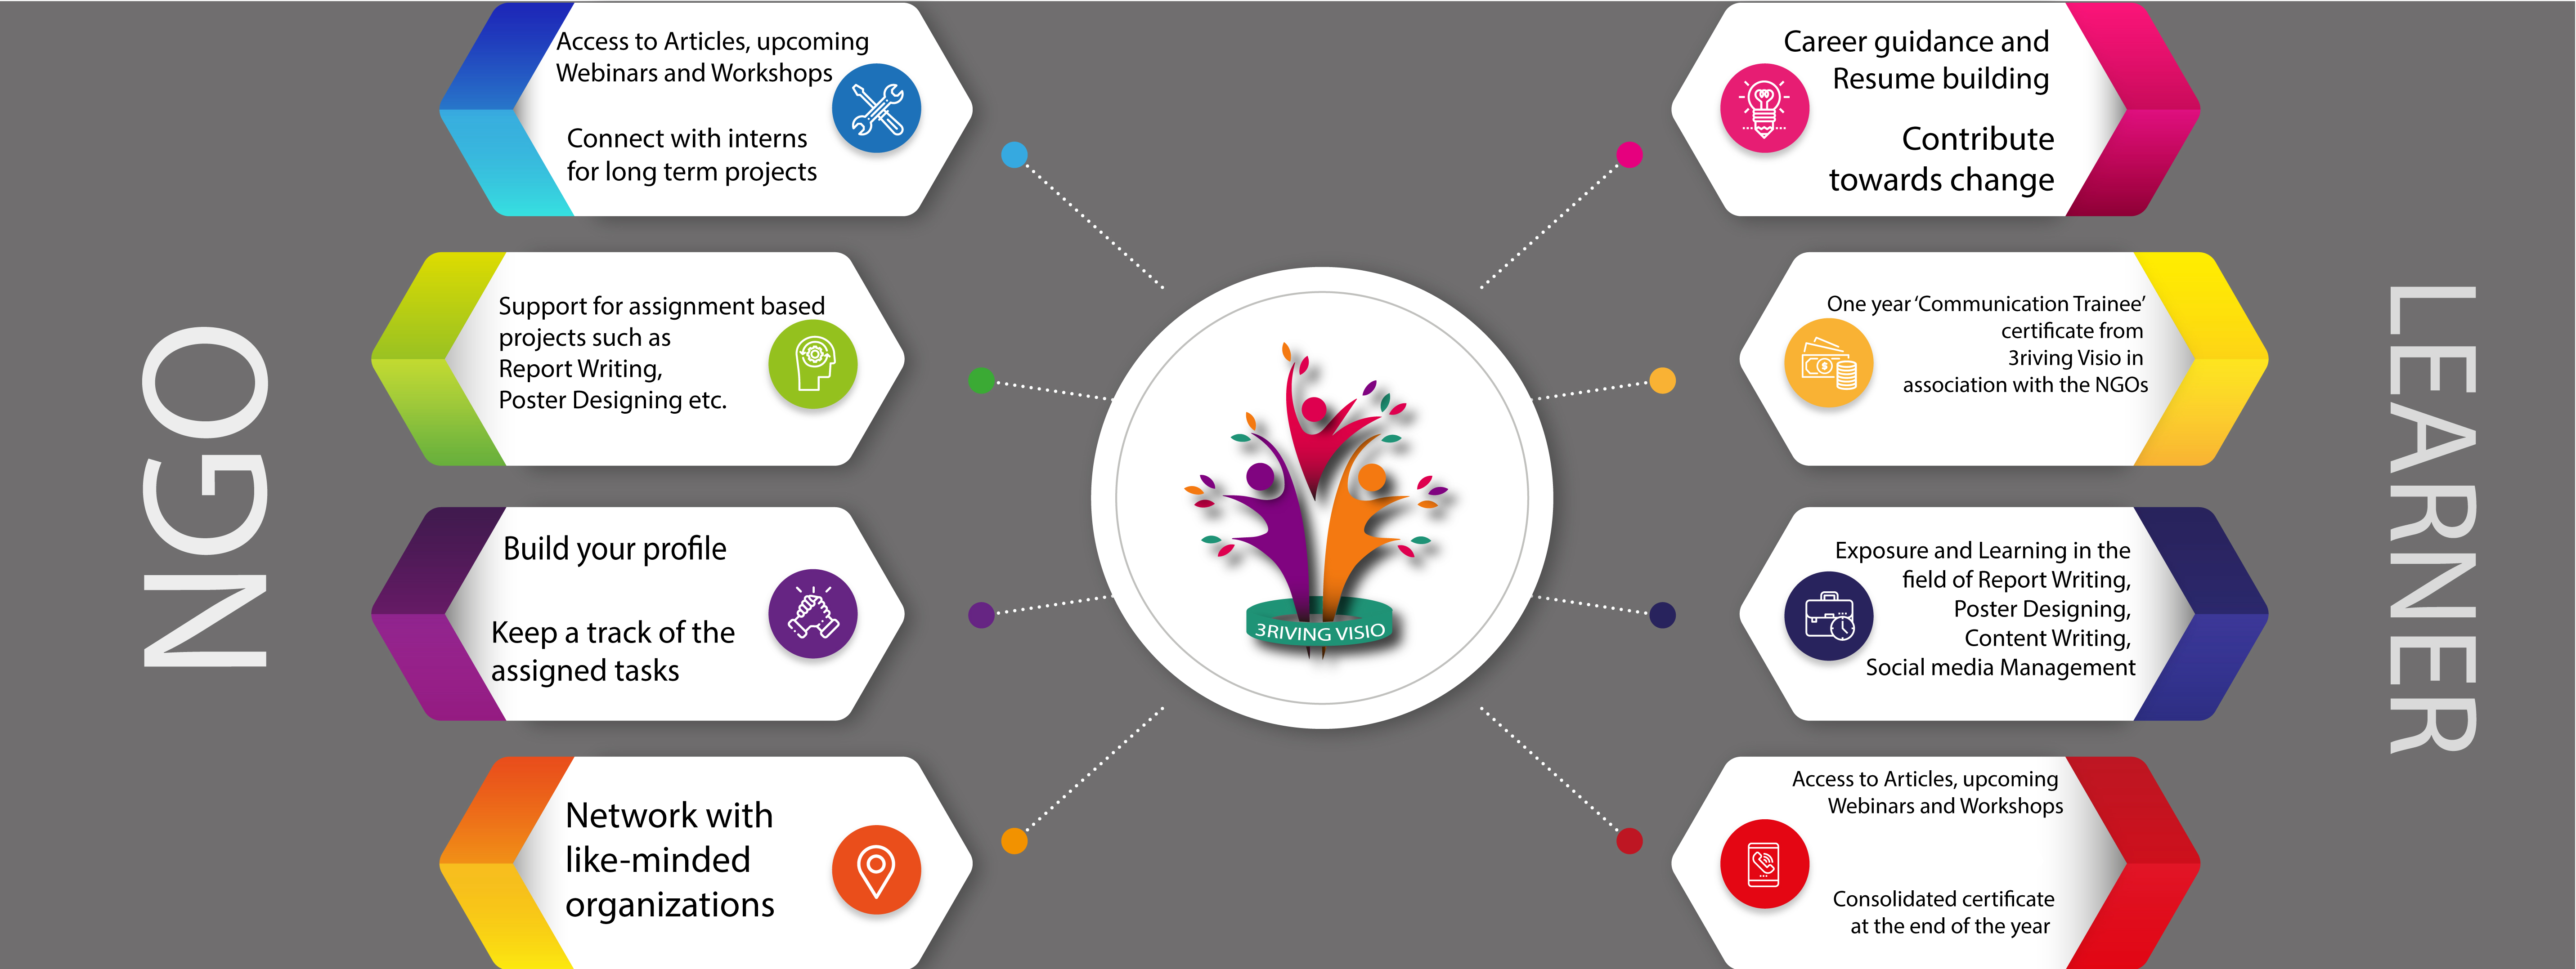 NGO
Access to Articles, upcoming
Webinars and Workshops
Connect with interns
for long term projects
Support for assignment based
projects such as
Report Writing,
Poster Designing etc.
Build your profile
Keep a track of the
assigned tasks
Network with
like-minded
organizations
3RIVING VISIO
Career guidance and
Resume building
Contribute
towards change
One year 'Communication Trainee'
certificate from
3riving Visio in
association with the NGOs
Exposure and Learning in the
field of Report Writing,
Poster Designing,
Content Writing,
Social media Management
Access to Articles, upcoming
Webinars and Workshops
Consolidated certificate
at the end of the year
LEARNER